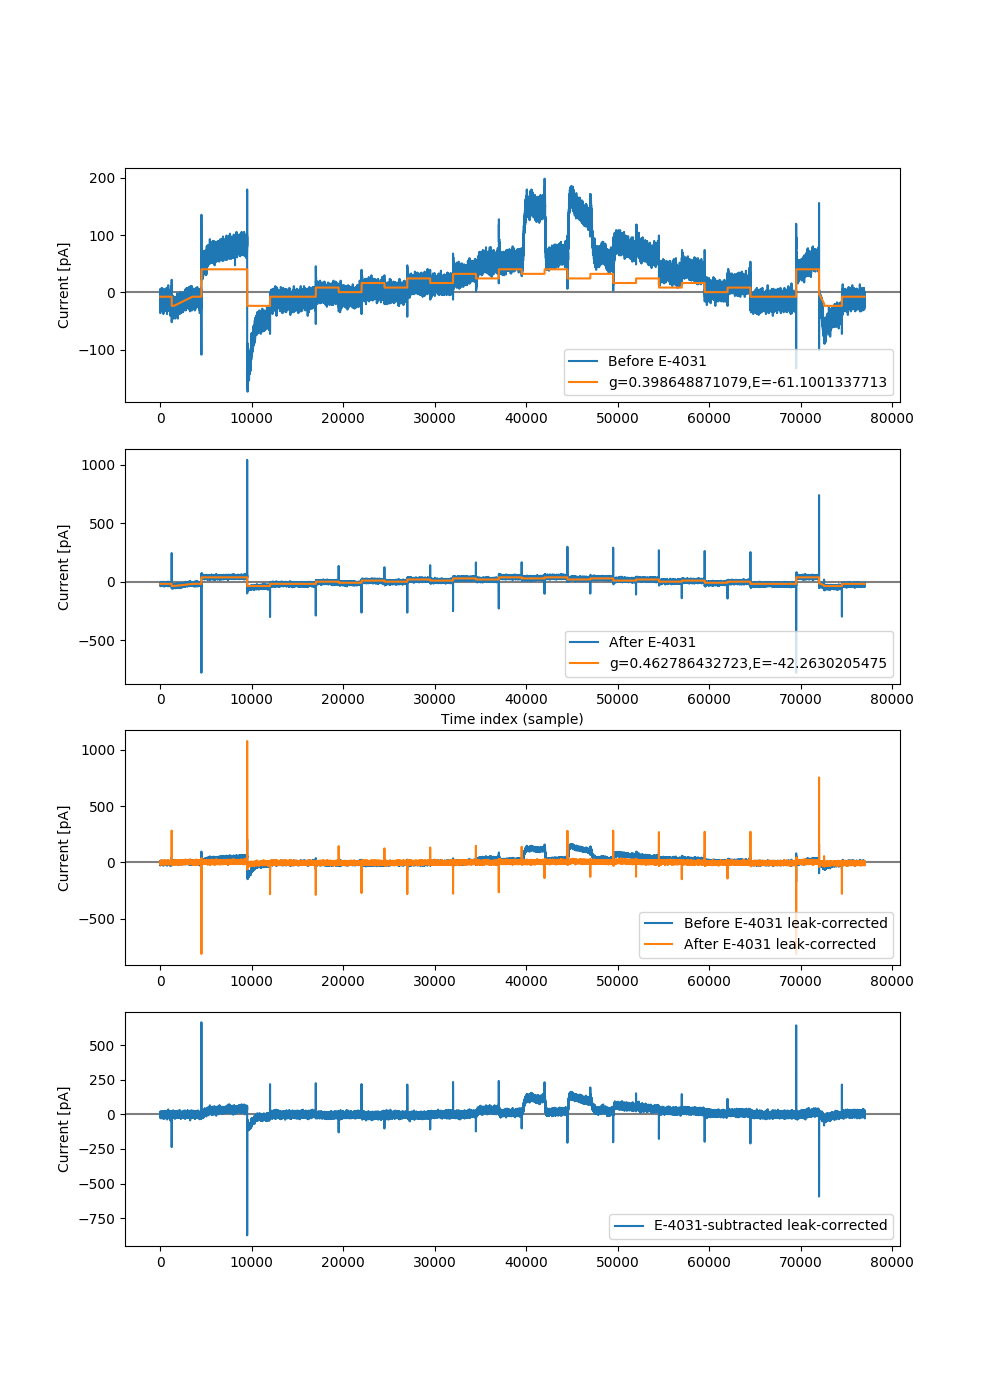 200
100
0
−100
Current [pA]
Before E-4031
g=0.398648871079,E=-61.1001337713
0 10000 20000 30000 40000 50000 60000 70000 80000
1000
500
0
−500
Current [pA]
After E-4031
g=0.462786432723,E=-42.2630205475
0 10000 20000 30000 40000 50000 60000 70000 80000
Time index (sample)
1000
500
0
−500
Current [pA]
Before E-4031 leak-corrected
After E-4031 leak-corrected
0 10000 20000 30000 40000 50000 60000 70000 80000
500
250
0
−250
−500
−750
Current [pA]
E-4031-subtracted leak-corrected
0 10000 20000 30000 40000 50000 60000 70000 80000